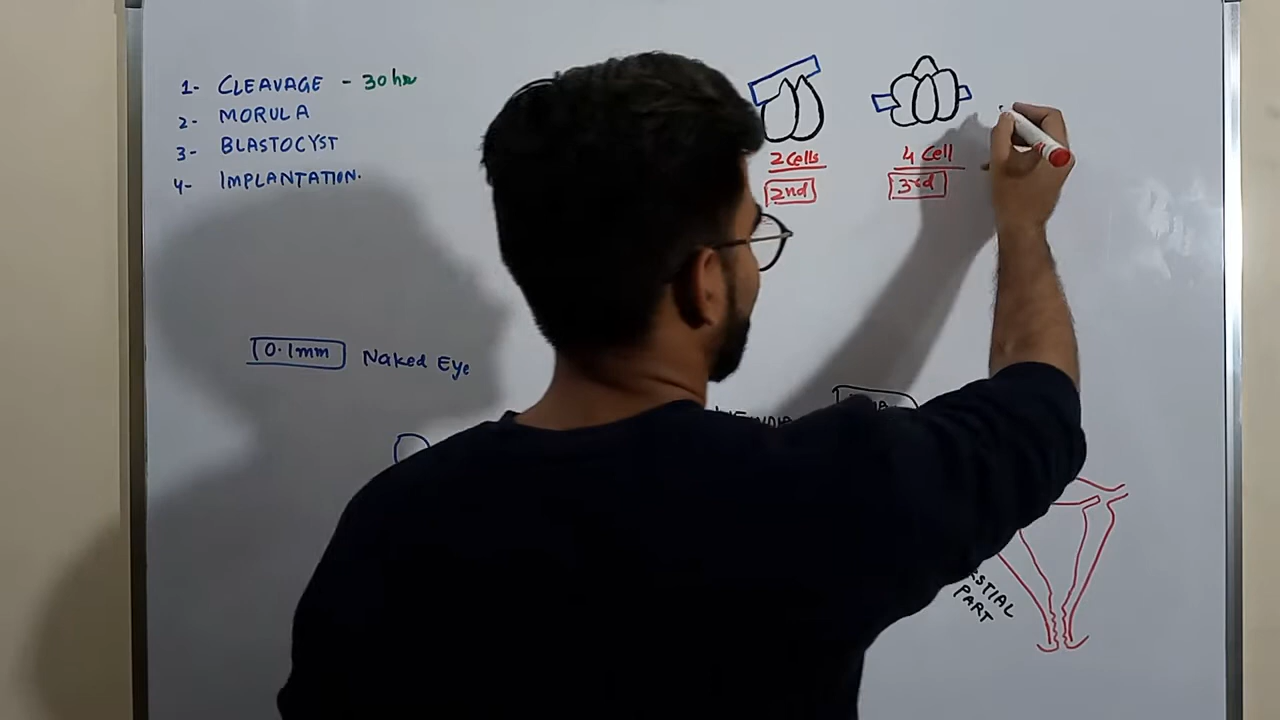 1- CLEAVAGE - 30 hr
2- MORULA
3- BLASTOCYST
4- IMPLANTATION.
2 Cells
2nd
4 Cell
3rd
0.1mm Naked Eye
PART